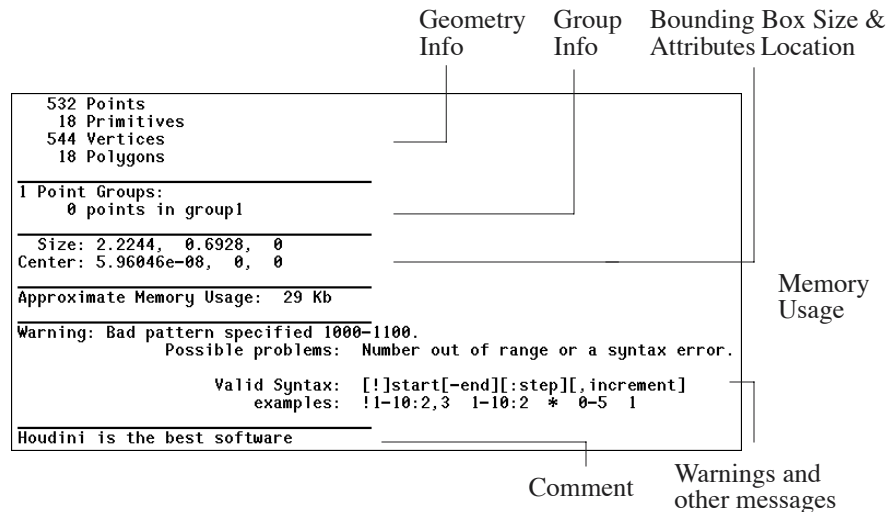 Geometry Info
Group Info
Bounding Box Size & Attributes Location
532 Points
18 Primitives
544 Vertices
18 Polygons
1 Point Groups:
0 points in group1
Size: 2.2244, 0.6928, 0
Center: 5.96046e-08, 0, 0
Approximate Memory Usage: 29 Kb
Memory
Usage
Warning: Bad pattern specified 1000-1100.
Possible problems: Number out of range or a syntax error.
Valid Syntax: [!]start[-end][:step][,increment]
examples: !1-10:2,3 1-10:2 * 0-5 1
Houdini is the best software
Comment
Warnings and
other messages